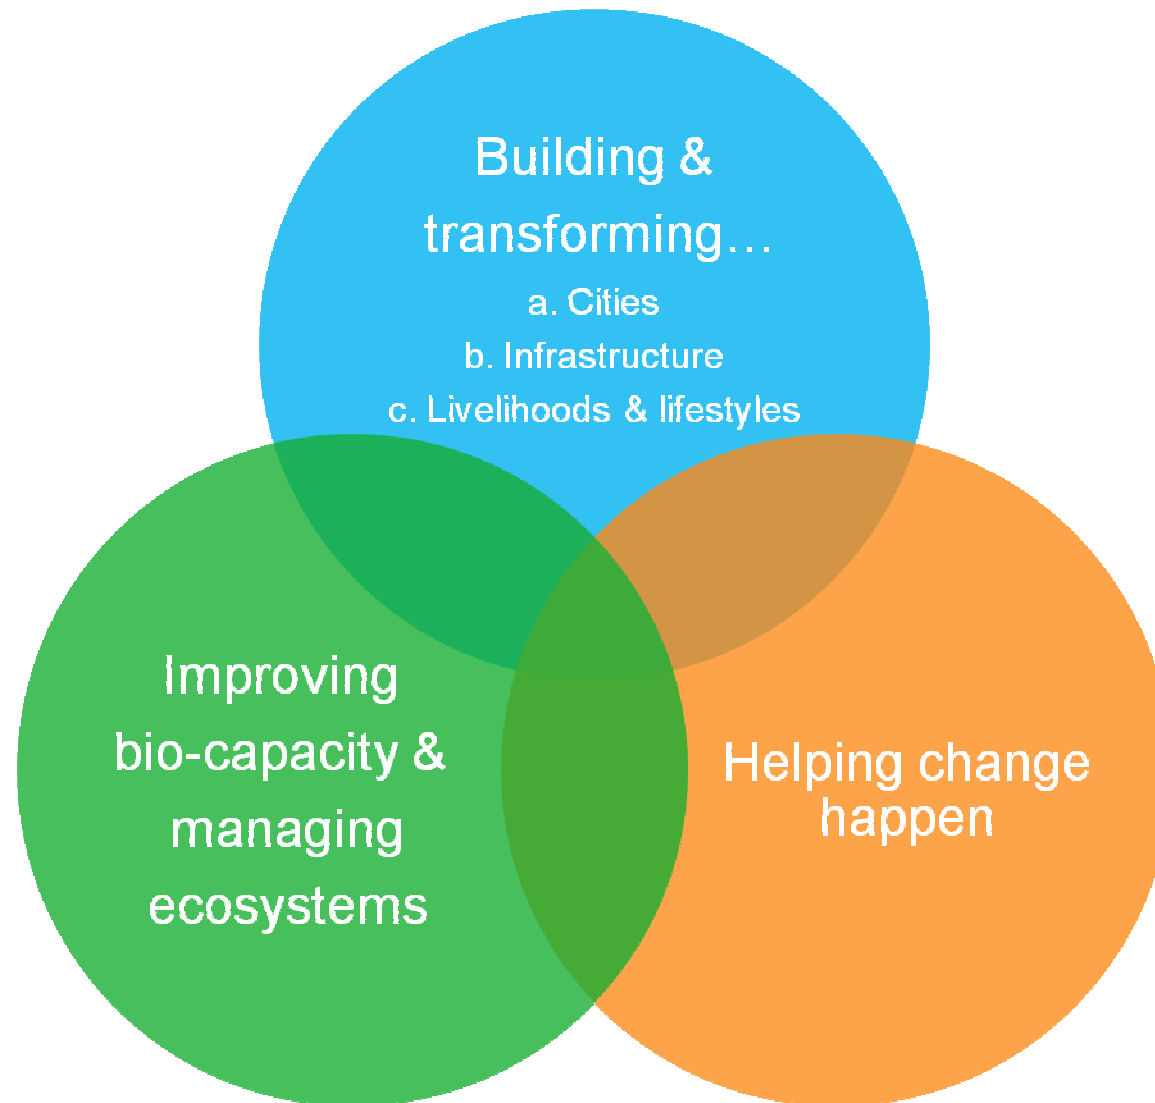 Building &
transforming…
a. Cities
b. Infrastructure
c. Livelihoods & lifestyles
Improving
bio-capacity &
managing
ecosystems
Helping change
happen